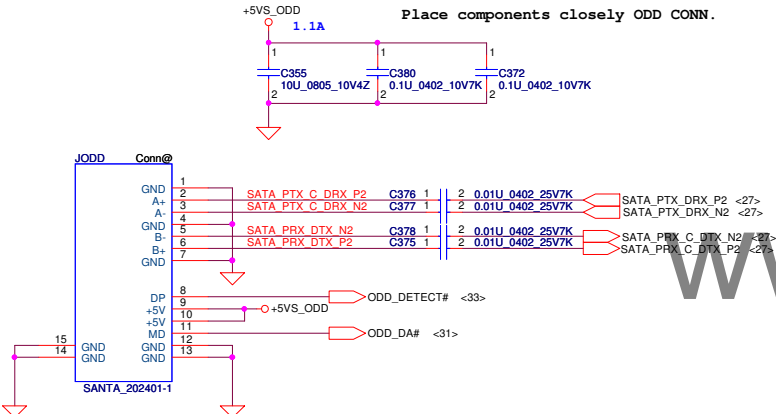 +5VS_ODD
Place components closely ODD CONN.
1.1A
1 1 1
C355 C380 C372
10U_0805_10V4Z 0.1U_0402_10V7K 0.1U_0402_10V7K
2 2 2
JODD Conn@
GND 1
A+ 2 SATA_PTX_C_DRX_P2 C376 1 2 0.01U_0402_25V7K SATA_PTX_DRX_P2 <27>
A- 3 SATA_PTX_C_DRX_N2 C377 1 2 0.01U_0402_25V7K SATA_PTX_DRX_N2 <27>
GND 4
B- 5 SATA_PRX_DTX_N2 C378 1 2 0.01U_0402_25V7K SATA_PRX_C_DTX_N2 <27>
B+ 6 SATA_PRX_DTX_P2 C375 1 2 0.01U_0402_25V7K SATA_PRX_C_DTX_P2 <27>
GND 7
DP 8 ODD_DETECT# <33>
+5V 9 +5VS_ODD
+5V 10
MD 11 ODD_DA# <31>
15 GND GND 12
14 GND GND 13
SANTA_202401-1